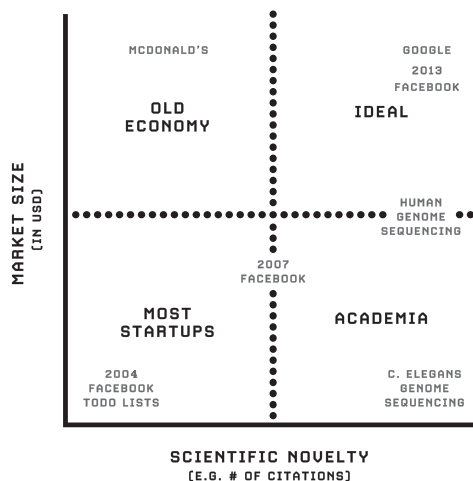 MCDONALD'S
GOOGLE
2013
FACEBOOK
OLD
ECONOMY
IDEAL
MARKET SIZE
(IN USD)
HUMAN
GENOME
SEQUENCING
2007
FACEBOOK
MOST
STARTUPS
ACADEMIA
2004
FACEBOOK
TODO LISTS
C. ELEGANS
GENOME
SEQUENCING
SCIENTIFIC NOVELTY
(E.G. # OF CITATIONS)